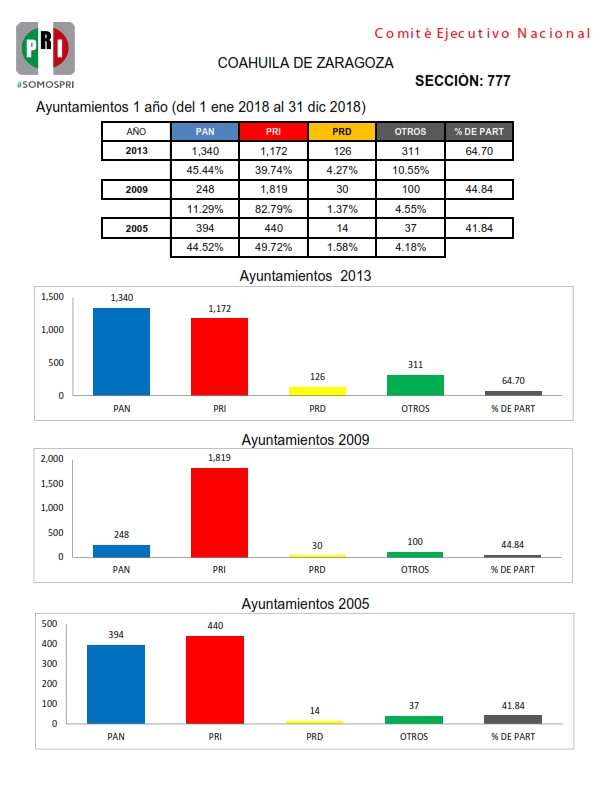 Comité Ejecutivo Nacional
PRI
#SOMOSPRI
COAHUILA DE ZARAGOZA
SECCIÓN: 777
Ayuntamientos 1 año (del 1 ene 2018 al 31 dic 2018)
AÑO PAN PRI PRD OTROS % DE PART
2013 1,340 1,172 126 311 64.70
45.44% 39.74% 4.27% 10.55%
2009 248 1,819 30 100 44.84
11.29% 82.79% 1.37% 4.55%
2005 394 440 14 37 41.84
44.52% 49.72% 1.58% 4.18%
Ayuntamientos 2013
1,500
1,000
500
0
1,340
1,172
126
311
64.70
PAN PRI PRD OTROS % DE PART
Ayuntamientos 2009
2,000
1,500
1,000
500
0
248
1,819
30
100
44.84
PAN PRI PRD OTROS % DE PART
Ayuntamientos 2005
500
400
300
200
100
0
394
440
14
37
41.84
PAN PRI PRD OTROS % DE PART